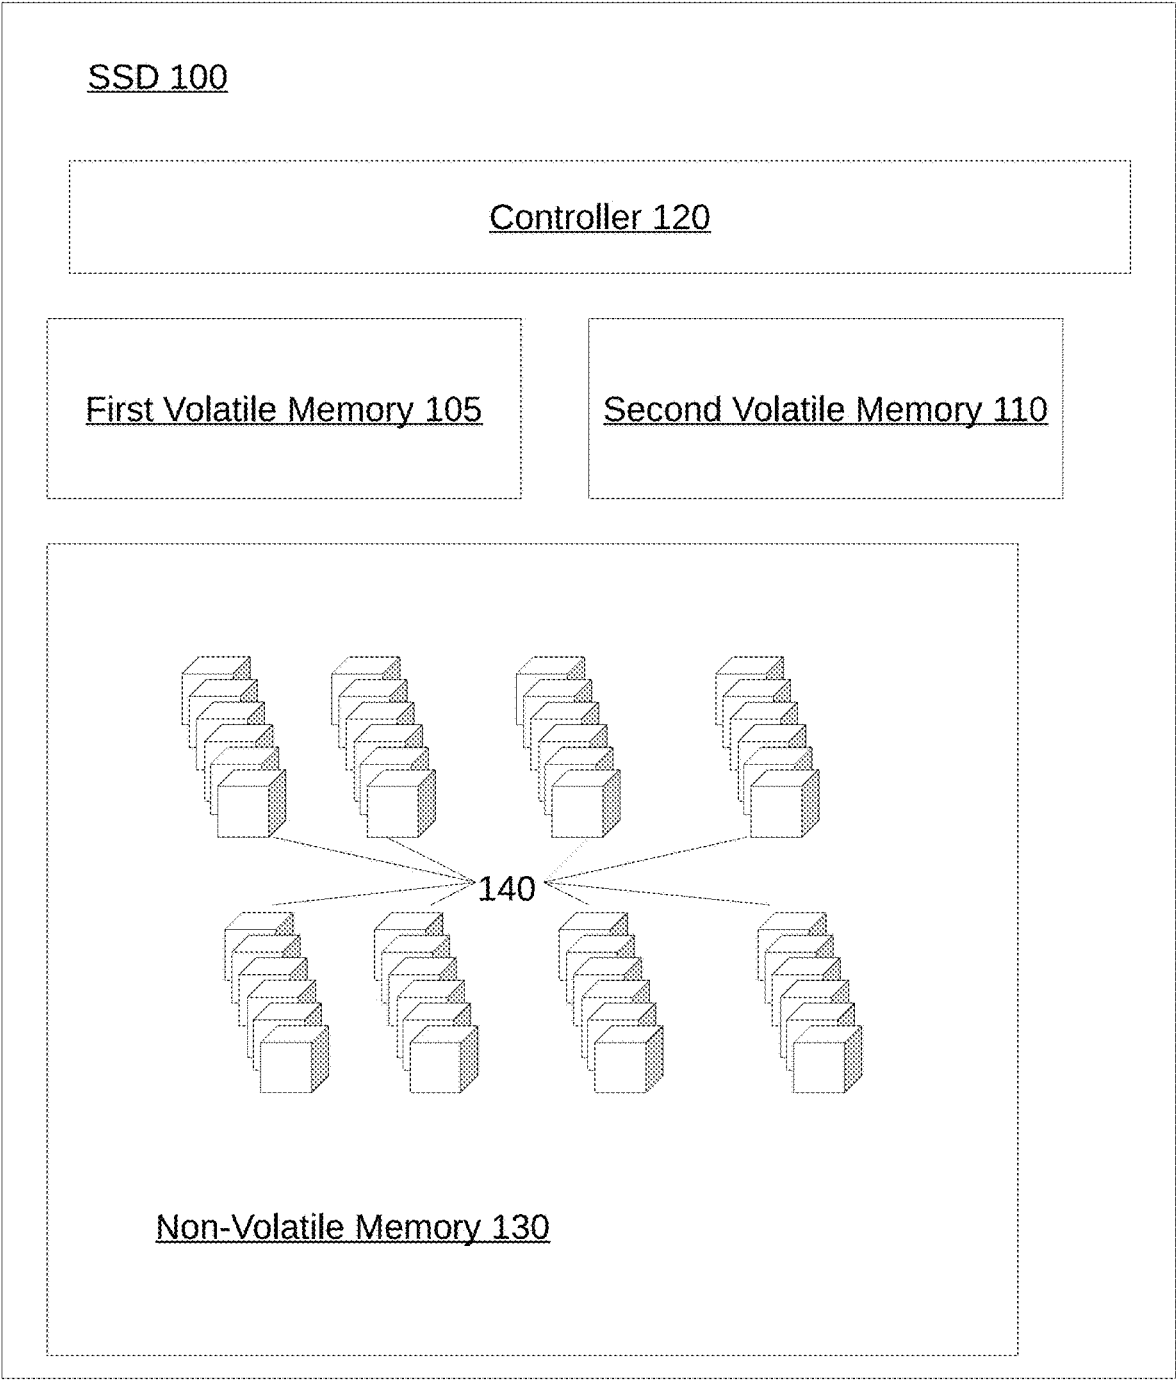 SSD 100
Controller 120
First Volatile Memory 105
Second Volatile Memory 110
140
Non-Volatile Memory 130